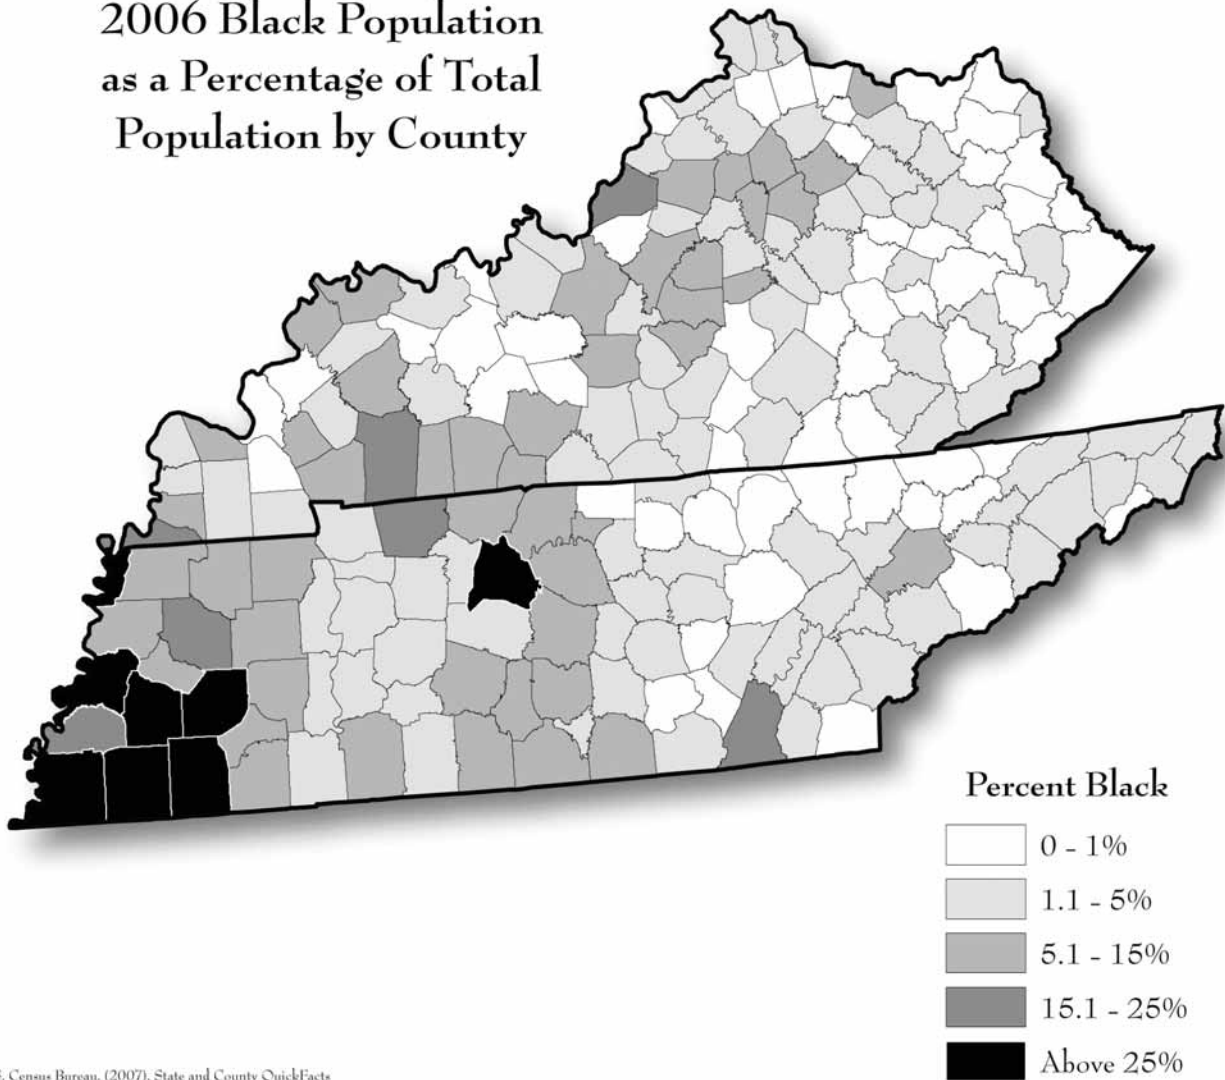 2006 Black Population
as a Percentage of Total
Population by County
Percent Black
0 - 1%
1.1 - 5%
5.1 - 15%
15.1 - 25%
Above 25%
Census Bureau. (2007). State and County QuickFacts